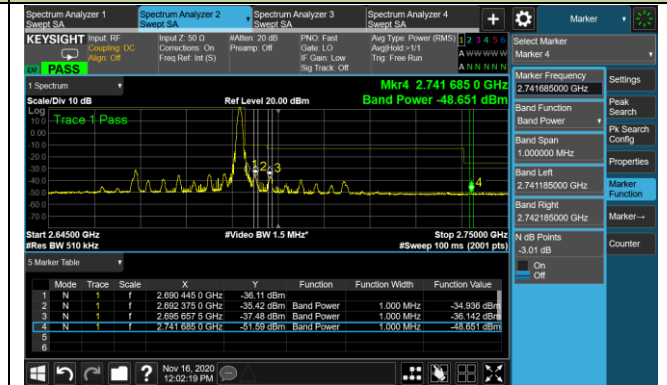 Spectrum Analyzer 1
Swept SA
Spectrum Analyzer 2
Swept SA
Spectrum Analyzer 3
Swept SA
Spectrum Analyzer 4
Swept SA
+
Marker
KEYSIGHT
Input: RF
Coupling: DC
Align: Off
Input Z: 50 Ω
Corrections: On
Freq Ref: Int (S)
#Atten: 20 dB
Preamp: Off
PNO: Fast
Gate: LO
IF Gain: Low
Sig Track: Off
Avg Type: Power (RMS)
Avg|Hold:>1/1
Trig: Free Run
1 2 3 4 5 6
A W W W W W
A N N N N N
LXI PASS
1 Spectrum
Scale/Div 10 dB
Ref Level 20.00 dBm
Mkr4 2.741 685 0 GHz
Band Power -48.651 dBm
Log
Trace 1 Pass
10.0
0.00
-10.0
-20.0
-30.0
-40.0
-50.0
-60.0
-70.0
1 2 3
4
Start 2.64500 GHz
#Video BW 1.5 MHz*
Stop 2.75000 GHz
#Res BW 510 kHz
#Sweep 100 ms (2001 pts)
5 Marker Table
Mode Trace Scale X Y Function Function Width Function Value
1 N 1 f 2.690 445 0 GHz -36.11 dBm
2 N 1 f 2.692 375 0 GHz -35.42 dBm Band Power 1.000 MHz -34.936 dBm
3 N 1 f 2.695 657 5 GHz -37.48 dBm Band Power 1.000 MHz -36.142 dBm
4 N 1 f 2.741 685 0 GHz -51.59 dBm Band Power 1.000 MHz -48.651 dBm
5
6
Nov 16, 2020
12:02:19 PM
Select Marker
Marker 4
Marker Frequency
2.741685000 GHz
Band Function
Band Power
Band Span
1.000000 MHz
Band Left
2.741185000 GHz
Band Right
2.742185000 GHz
N dB Points
-3.01 dB
On
Off
Settings
Peak
Search
Pk Search
Config
Properties
Marker
Function
Marker→
Counter